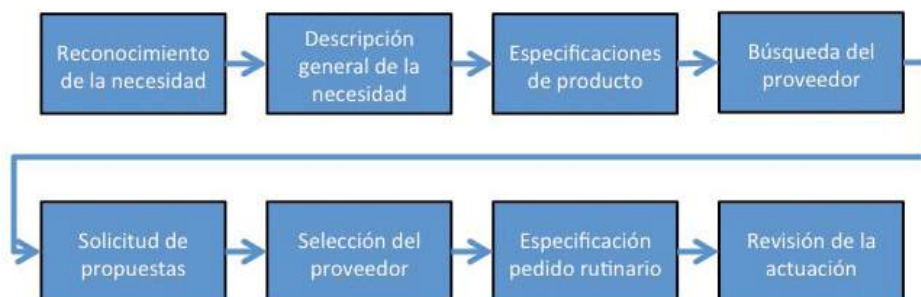 Reconocimiento
de la necesidad
Descripción
general de la
necesidad
Especificaciones
de producto
Búsqueda del
proveedor
Solicitud de
propuestas
Selección del
proveedor
Especificación
pedido rutinario
Revisión de la
actuación